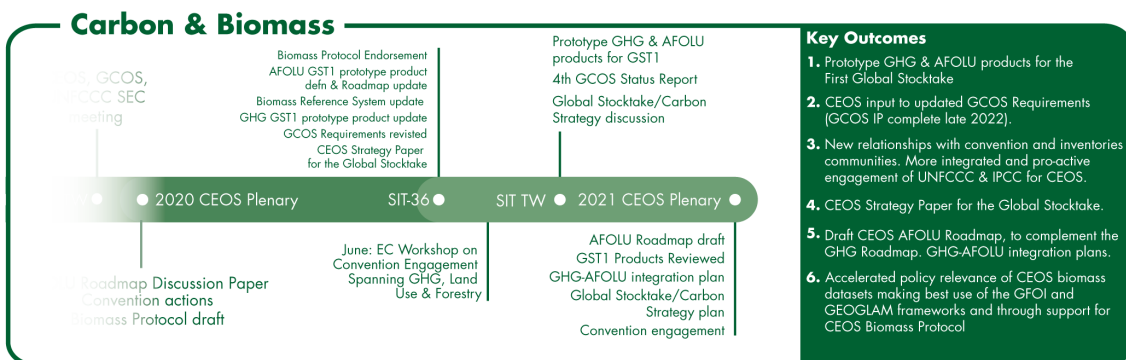 Carbon & Biomass
GCOS,
SEC
2020 CEOS Plenary
Roadmap Discussion Paper
Convention actions
Biomass Protocol draft
Biomass Protocol Endorsement
AFOLU GST1 prototype product
defn & Roadmap update
Biomass Reference System update
GHG GST1 prototype product update
GCOS Requirements revisted
CEOS Strategy Paper
for the Global Stocktake
SIT-36
June: EC Workshop on
Convention Engagement
Spanning GHG, Land
Use & Forestry
Prototype GHG & AFOLU
products for GST1
4th GCOS Status Report
Global Stocktake/Carbon
Strategy discussion
SIT TW
2021 CEOS Plenary
AFOLU Roadmap draft
GST1 Products Reviewed
GHG-AFOLU integration plan
Global Stocktake/Carbon
Strategy plan
Convention engagement
Key Outcomes
1. Prototype GHG & AFOLU products for the
First Global Stocktake
2. CEOS input to updated GCOS Requirements
(GCOS IP complete late 2022).
3. New relationships with convention and inventories
communities. More integrated and pro-active
engagement of UNFCCC & IPCC for CEOS.
4. CEOS Strategy Paper for the Global Stocktake.
5. Draft CEOS AFOLU Roadmap, to complement the
GHG Roadmap. GHG-AFOLU integration plans.
6. Accelerated policy relevance of CEOS biomass
datasets making best use of the GFOI and
GEOGLAM frameworks and through support for
CEOS Biomass Protocol